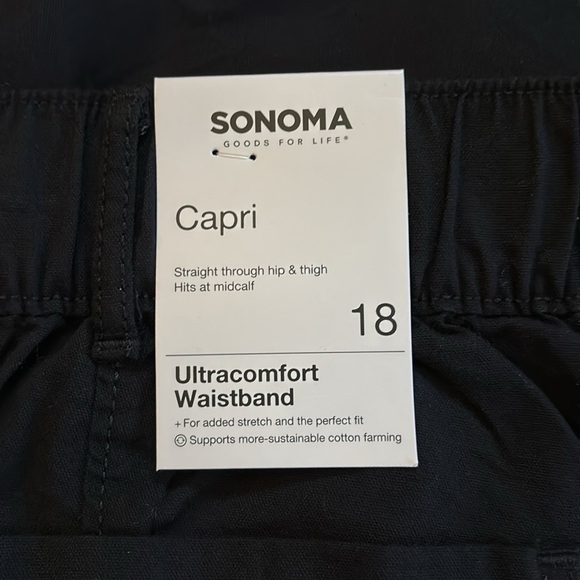 SONOMA
GOODS FOR LIFE®
Capri
Straight through hip & thigh
Hits at midcalf
18
Ultracomfort
Waistband
+ For added stretch and the perfect fit
Supports more-sustainable cotton farming